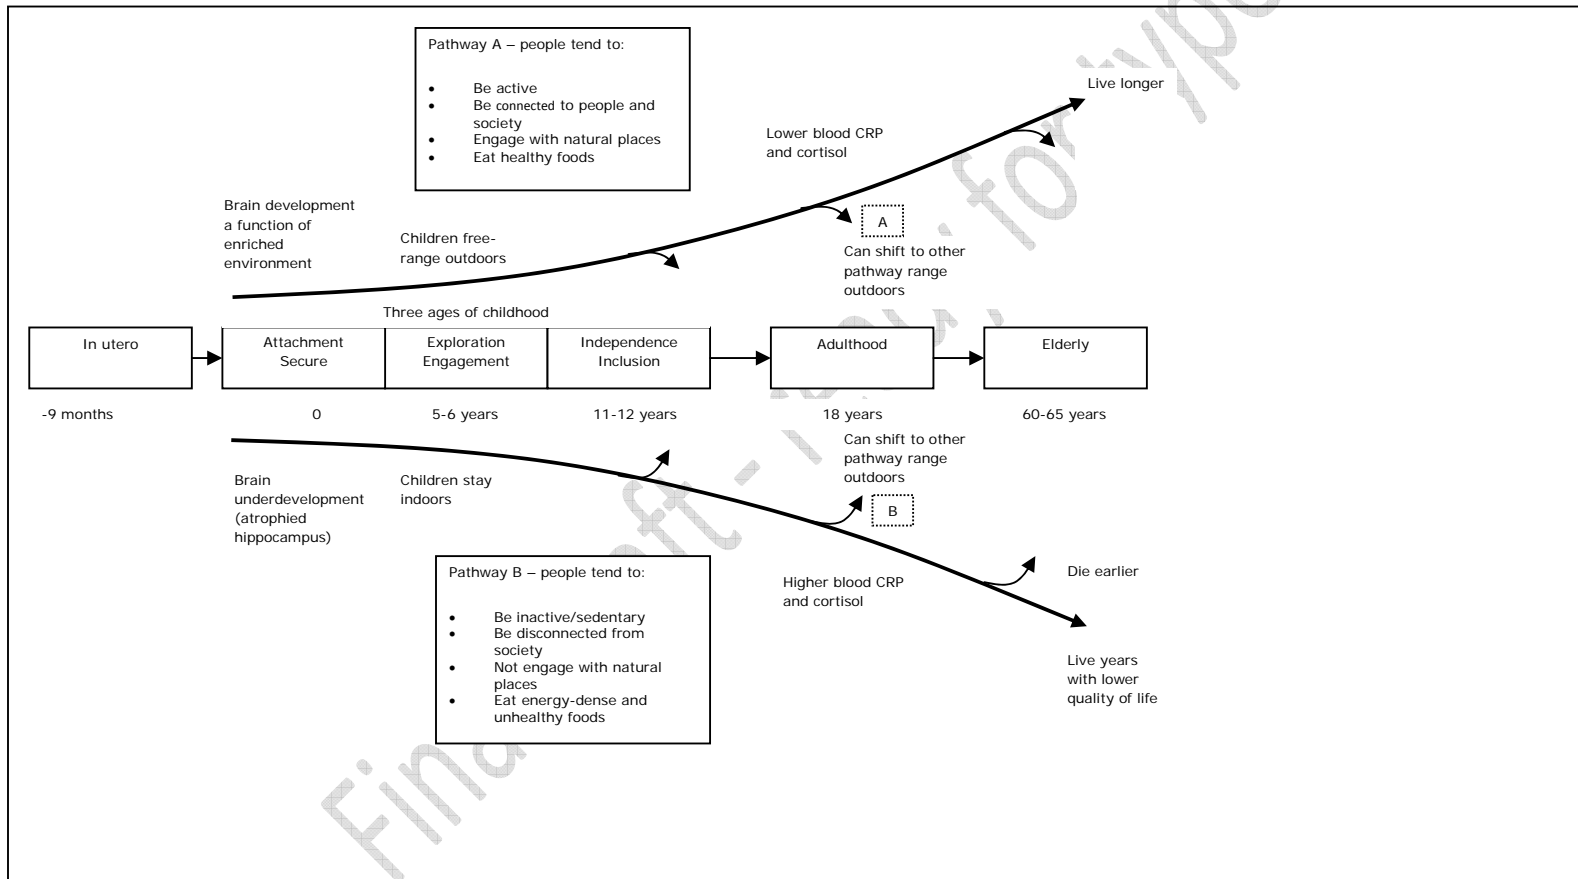 Pathway A – people tend to:
• Be active
• Be connected to people and
society
• Engage with natural places
• Eat healthy foods
Live longer
Lower blood CRP
and cortisol
Brain development
a function of
enriched
environment
Children free-
range outdoors
A
Can shift to other
pathway range
outdoors
Three ages of childhood
In utero
Attachment
Secure
Exploration
Engagement
Independence
Inclusion
Adulthood
Elderly
-9 months
0
5-6 years
11-12 years
18 years
60-65 years
Can shift to other
pathway range
outdoors
B
Brain
underdevelopment
(atrophied
hippocampus)
Children stay
indoors
Pathway B – people tend to:
• Be inactive/sedentary
• Be disconnected from
society
• Not engage with natural
places
• Eat energy-dense and
unhealthy foods
Higher blood CRP
and cortisol
Die earlier
Live years
with lower
quality of life